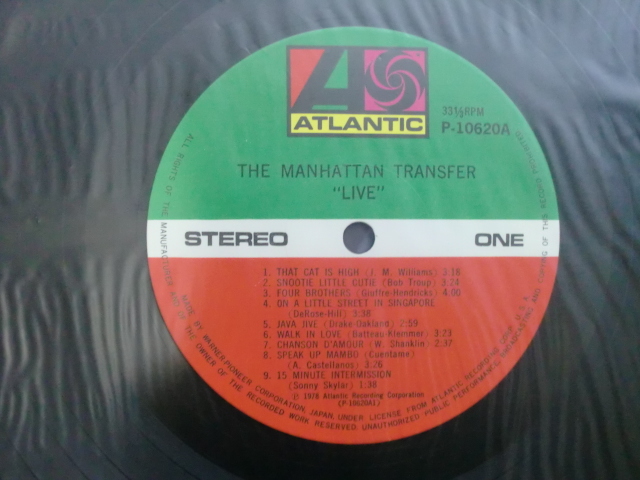 ATLANTIC
33⅓RPM
P-10620A
THE MANHATTAN TRANSFER
"LIVE"
STEREO
ONE
1. THAT CAT IS HIGH (J. M. Williams) 3:18
2. SNOOTIE LITTLE CUTIE (Bob Troup) 3:24
3. FOUR BROTHERS (Gioffre-Hendricks) 4:00
4. ON A LITTLE STREET IN SINGAPORE
(DeRose-Hill) 3:38
5. JAVA JIVE (Drake-Oakland) 2:59
6. WALK IN LOVE (Batteau-Kleinmer) 3:23
7. CHANSON D'AMOUR (W. Shanklin) 2:37
8. SPEAK UP MAMBO (Cuentame)
(A. Castellanos) 3:26
9. 15 MINUTE INTERMISSION
(Sonny Skylar) 1:38
℗ 1978 Atlantic Recording Corporation
(P-10620A1)
MADE BY WARNER-PIONEER CORPORATION, JAPAN, UNDER LICENSE FROM ATLANTIC RECORDING CORP., U.S.A.
ALL RIGHTS OF THE MANUFACTURER AND OF THE OWNER OF THE RECORDED WORK RESERVED. UNAUTHORIZED PUBLIC PERFORMANCE, BROADCASTING AND COPYING OF THIS RECORD PROHIBITED